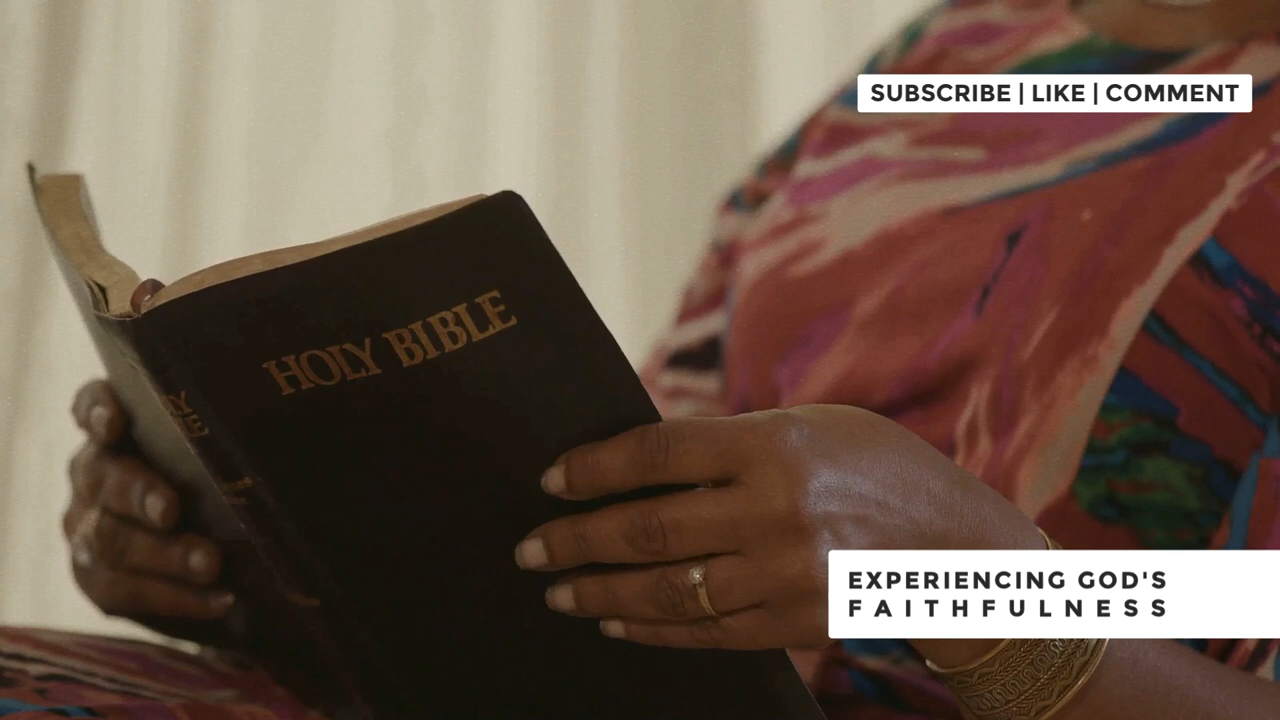 SUBSCRIBE | LIKE | COMMENT
HOLY BIBLE
EXPERIENCING GOD'S
FAITHFULNESS